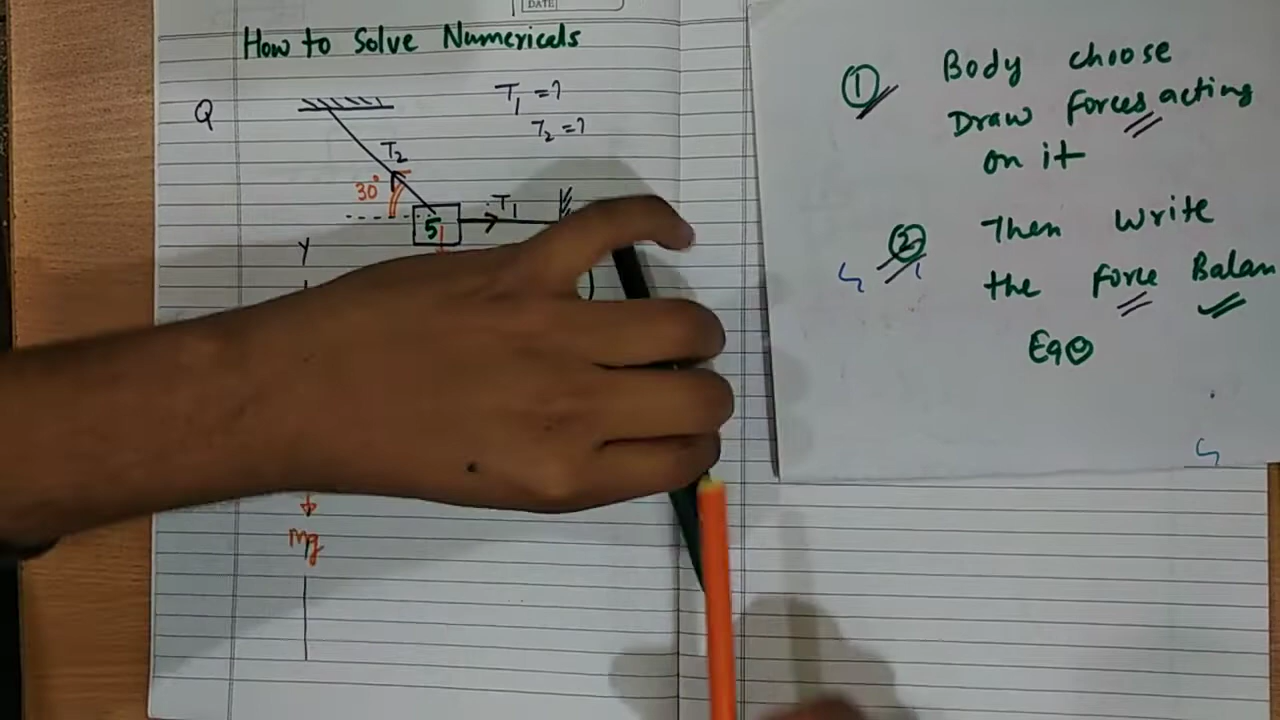 DATE
How to Solve Numericals
Q
T1 = ?
T2 = ?
T2
30°
T1
5
Y
Mg
① Body choose
Draw forces acting
on it
② Then Write
the force Balan
Eq